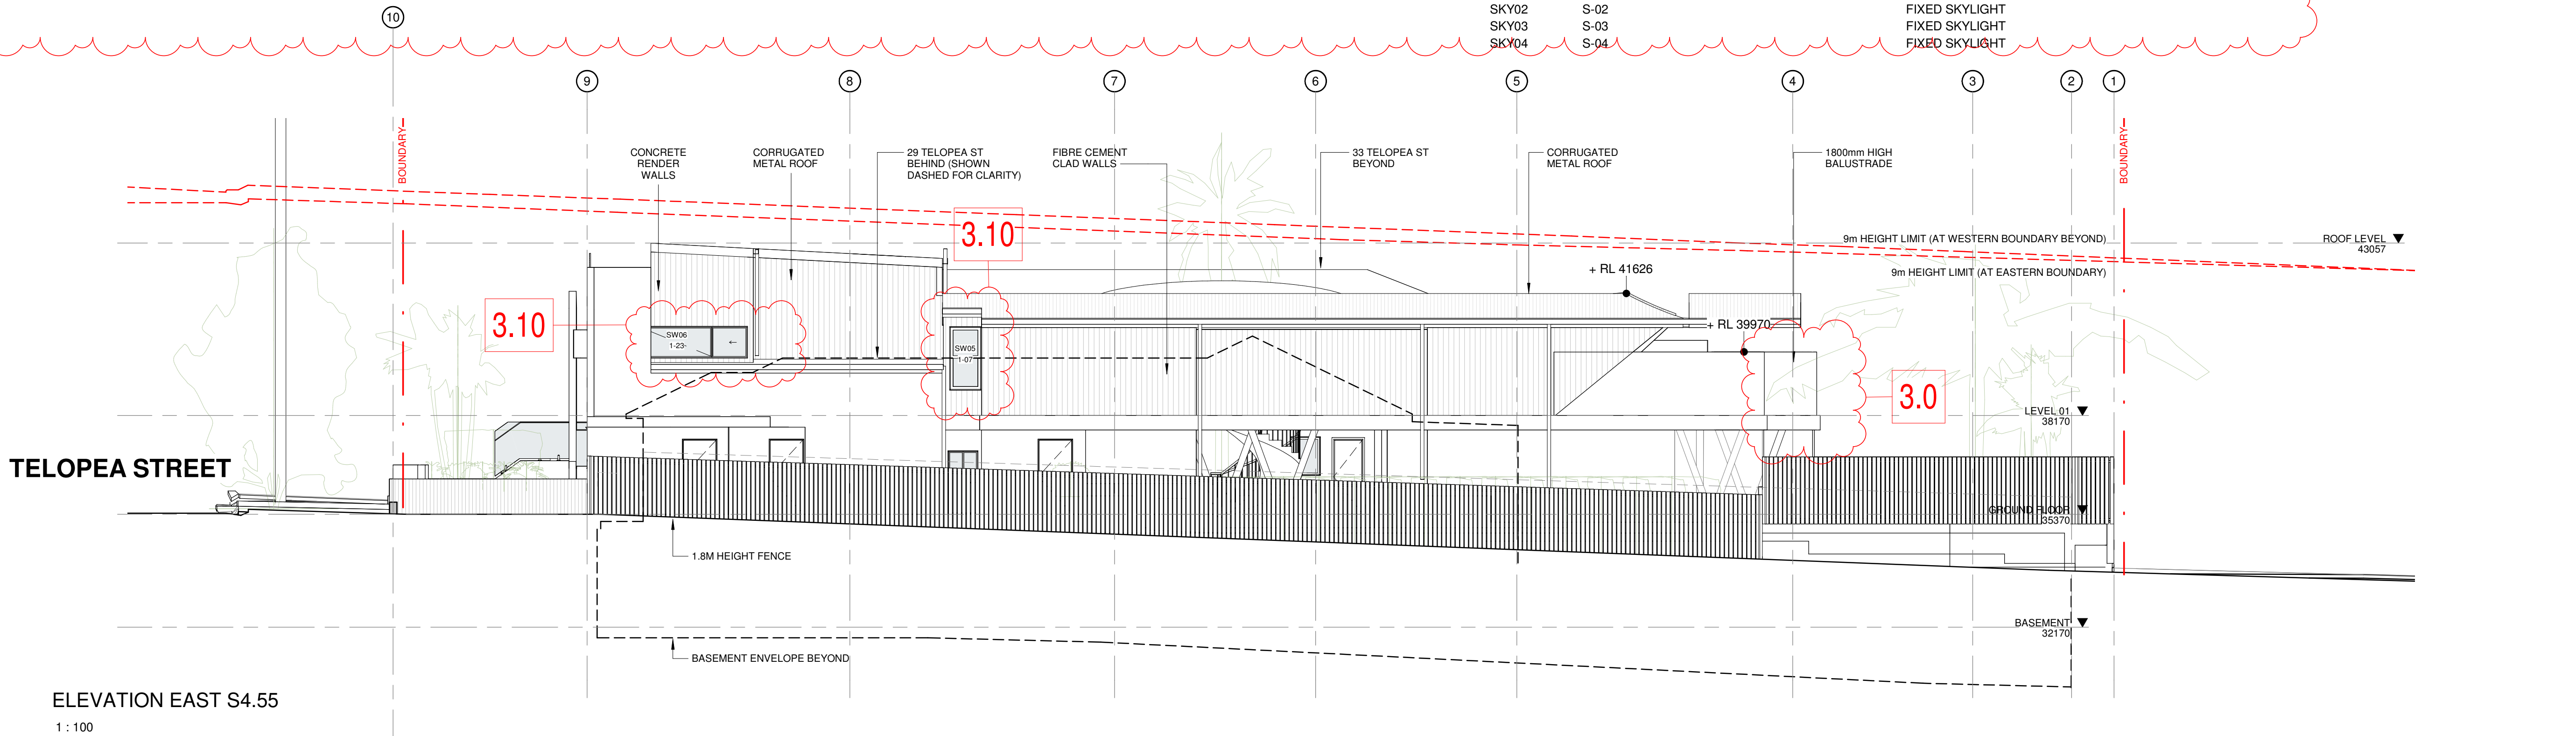 SKY02 S-02 FIXED SKYLIGHT
SKY03 S-03 FIXED SKYLIGHT
SKY04 S-04 FIXED SKYLIGHT
10
9 8 7 6 5 4 3 2 1
BOUNDARY
CONCRETE
RENDER
WALLS
CORRUGATED
METAL ROOF
29 TELOPEA ST
BEHIND (SHOWN
DASHED FOR CLARITY)
FIBRE CEMENT
CLAD WALLS
33 TELOPEA ST
BEYOND
CORRUGATED
METAL ROOF
1800mm HIGH
BALUSTRADE
BOUNDARY
3.10
9m HEIGHT LIMIT (AT WESTERN BOUNDARY BEYOND)
ROOF LEVEL
43057
+ RL 41626
9m HEIGHT LIMIT (AT EASTERN BOUNDARY)
3.10
SW06
1-23
SW05
1-07
+ RL 39970
3.0
LEVEL 01
38170
TELOPEA STREET
GROUND FLOOR
35370
1.8M HEIGHT FENCE
BASEMENT
32170
BASEMENT ENVELOPE BEYOND
ELEVATION EAST S4.55
1 : 100